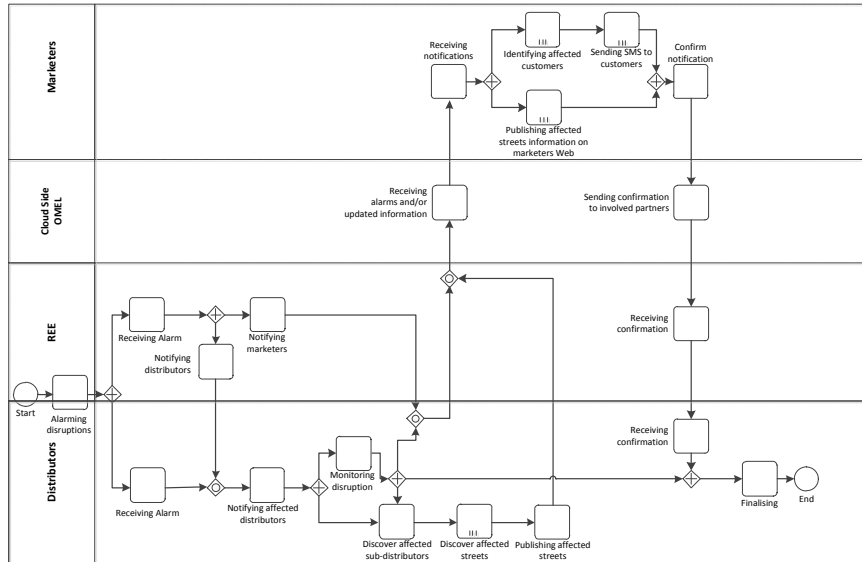 Marketers
Receiving
notifications
Identifying affected
customers
Sending SMS to
customers
Confirm
notification
Publishing affected
streets information on
marketers Web
Cloud Side
OMEL
Receiving
alarms and/or
updated information
Sending confirmation
to involved partners
REE
Receiving Alarm
Notifying
marketers
Notifying
distributors
Receiving
confirmation
Start
Alarming
disruptions
Distributors
Receiving Alarm
Notifying affected
distributors
Monitoring
disruption
Discover affected
sub-distributors
Discover affected
streets
Publishing affected
streets
Receiving
confirmation
Finalising
End